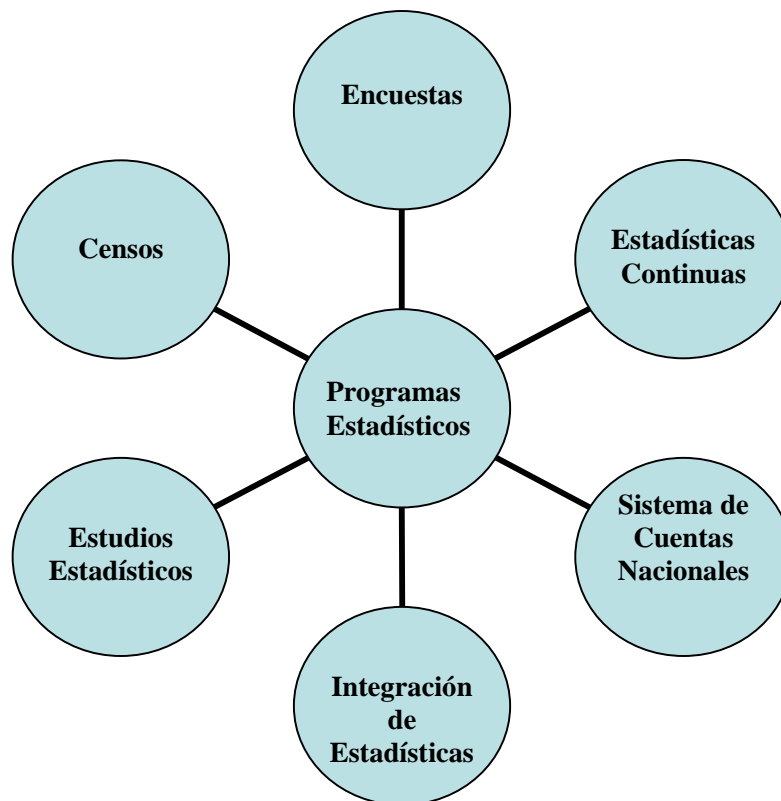 Encuestas
Censos
Estadísticas
Continuas
Programas
Estadísticos
Estudios
Estadísticos
Sistema de
Cuentas
Nacionales
Integración
de
Estadísticas